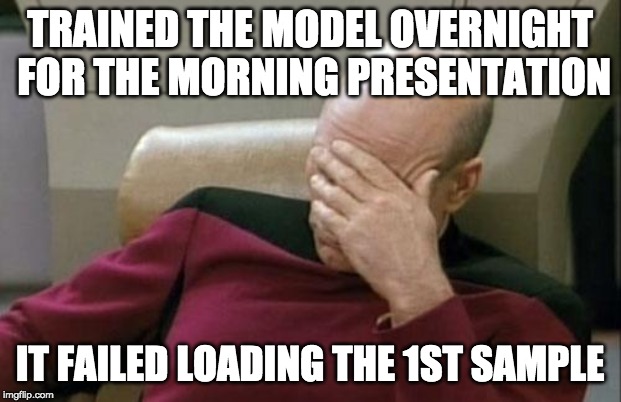 TRAINED THE MODEL OVERNIGHT
FOR THE MORNING PRESENTATION
IT FAILED LOADING THE 1ST SAMPLE
imgflip.com